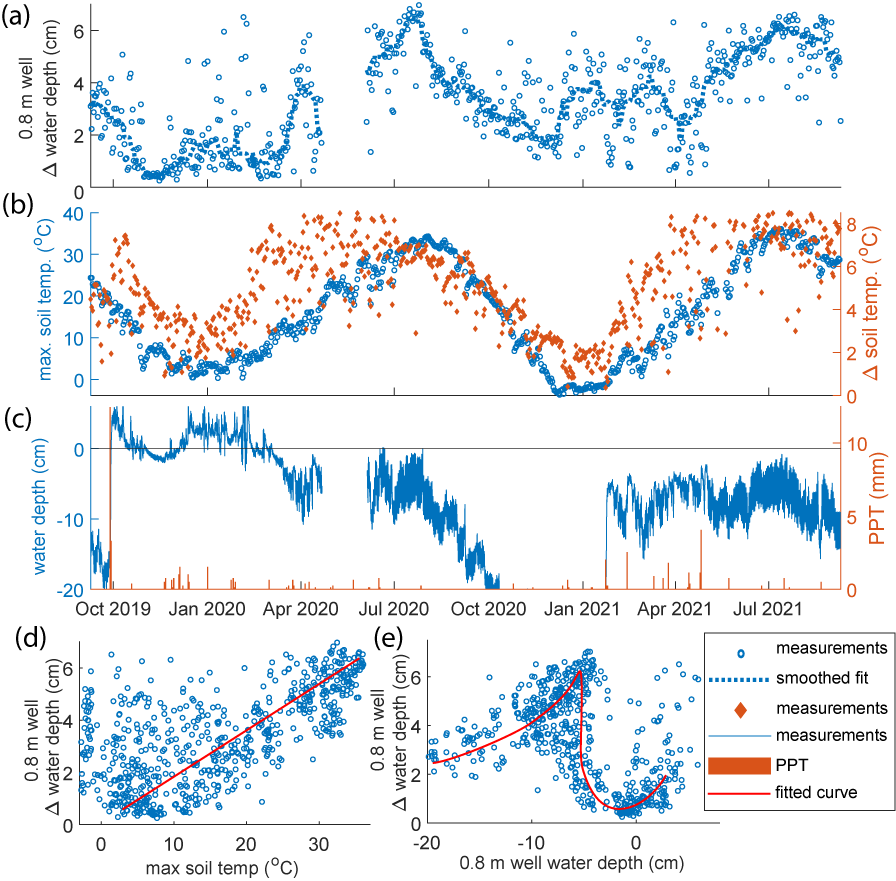 (a)
0.8 m well
Δ water depth (cm)
6
4
2
0
(b)
max. soil temp. (°C)
40
30
20
10
0
8
6
4
2
0
Δ soil temp. (°C)
(c)
water depth (cm)
0
-10
-20
10
5
0
PPT (mm)
Oct 2019 Jan 2020 Apr 2020 Jul 2020 Oct 2020 Jan 2021 Apr 2021 Jul 2021
(d)
0.8 m well
Δ water depth (cm)
6
4
2
0
0 10 20 30
max soil temp (°C)
(e)
0.8 m well
Δ water depth (cm)
6
4
2
0
-20 -10 0
0.8 m well water depth (cm)
measurements
smoothed fit
measurements
measurements
PPT
fitted curve